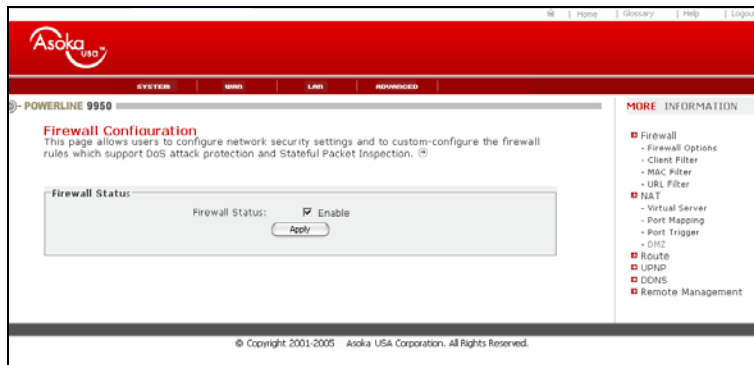 | Home | Glossary | Help | Logou
Asoka USA™
SYSTEM | WAN | LAN | ADVANCED |
POWERLINE 9950
MORE INFORMATION
Firewall Configuration
This page allows users to configure network security settings and to custom-configure the firewall
rules which support DoS attack protection and Stateful Packet Inspection.
Firewall Status
Firewall Status: Enable
Apply
Firewall
- Firewall Options
- Client Filter
- MAC Filter
- URL Filter
NAT
- Virtual Server
- Port Mapping
- Port Trigger
- DMZ
Route
UPNP
DDNS
Remote Management
© Copyright 2001-2005 Asoka USA Corporation. All Rights Reserved.